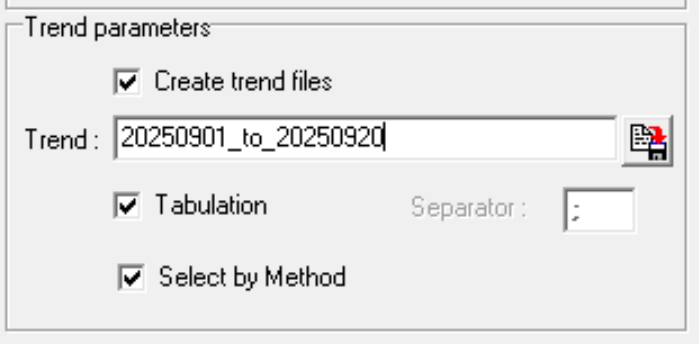 Trend parameters
Create trend files
Trend : 20250901_to_20250920
Tabulation Separator : ;
Select by Method